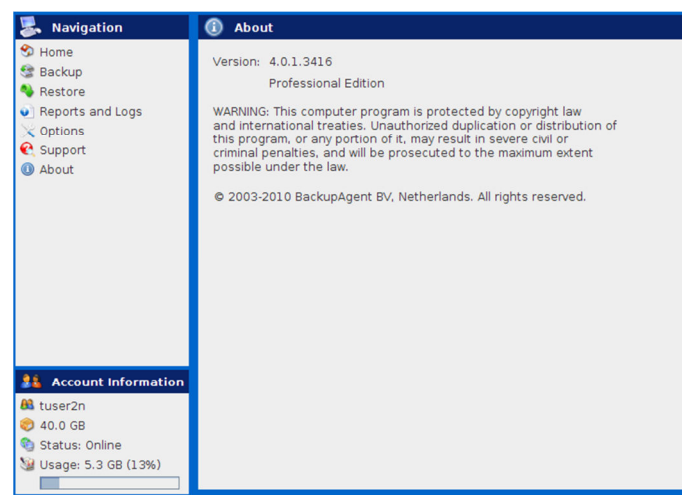 Navigation
Home
Backup
Restore
Reports and Logs
Options
Support
About
Account Information
tuser2n
40.0 GB
Status: Online
Usage: 5.3 GB (13%)
About
Version: 4.0.1.3416
Professional Edition
WARNING: This computer program is protected by copyright law
and international treaties. Unauthorized duplication or distribution of
this program, or any portion of it, may result in severe civil or
criminal penalties, and will be prosecuted to the maximum extent
possible under the law.
© 2003-2010 BackupAgent BV, Netherlands. All rights reserved.